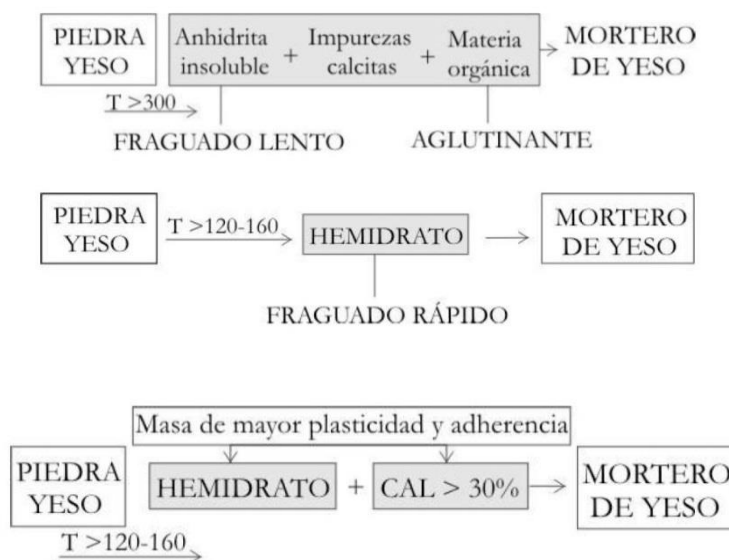 PIEDRA YESO
Anhidrita insoluble + Impurezas calcitas + Materia orgánica
MORTERO DE YESO
T >300
FRAGUADO LENTO
AGLUTINANTE
PIEDRA YESO
T >120-160
HEMIDRATO
MORTERO DE YESO
FRAGUADO RÁPIDO
Masa de mayor plasticidad y adherencia
PIEDRA YESO
HEMIDRATO + CAL > 30%
MORTERO DE YESO
T >120-160